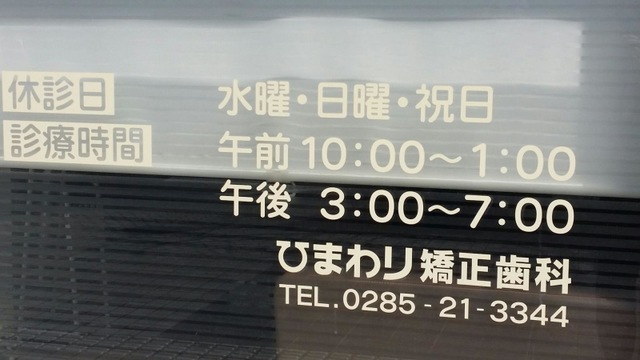 休診日 水曜・日曜・祝日
診療時間 午前 10:00～1:00
午後 3:00～7:00
ひまわり矯正歯科
TEL.0285-21-3344